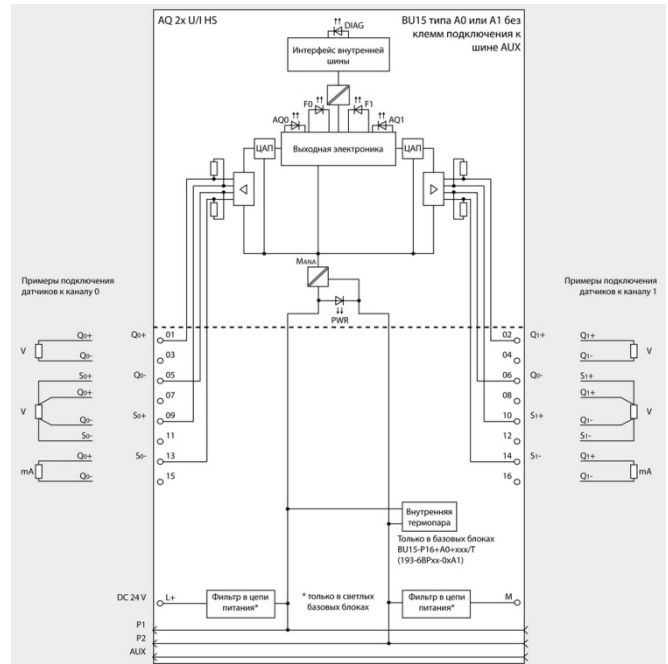 AQ 2x U/I HS
BU15 типа A0 или A1 без
клемм подключения к
шине AUX
DIAG
Интерфейс внутренней
шины
F0
F1
AQ0
AQ1
ЦАП
Выходная электроника
ЦАП
MANA
PWR
Примеры подключения
датчиков к каналу 0
Q0+
V
Q0-
S0+
Q0+
V
Q0-
S0-
Q0+
mA
Q0-
Q0+
01
03
Q0-
05
07
S0+
09
11
S0-
13
15
02
Q1+
04
06
Q0-
08
10
S1+
12
14
S1-
16
Примеры подключения
датчиков к каналу 1
Q1+
V
Q1-
S1+
Q1+
V
Q1-
S1-
Q1+
mA
Q1-
Внутренняя
термопара
Только в базовых блоках
BU15-P16+A0+xxx/T
(193-6BPxx-0xA1)
DC 24 V
L+
Фильтр в цепи
питания*
* только в светлых
базовых блоках
Фильтр в цепи
питания*
M
P1
P2
AUX